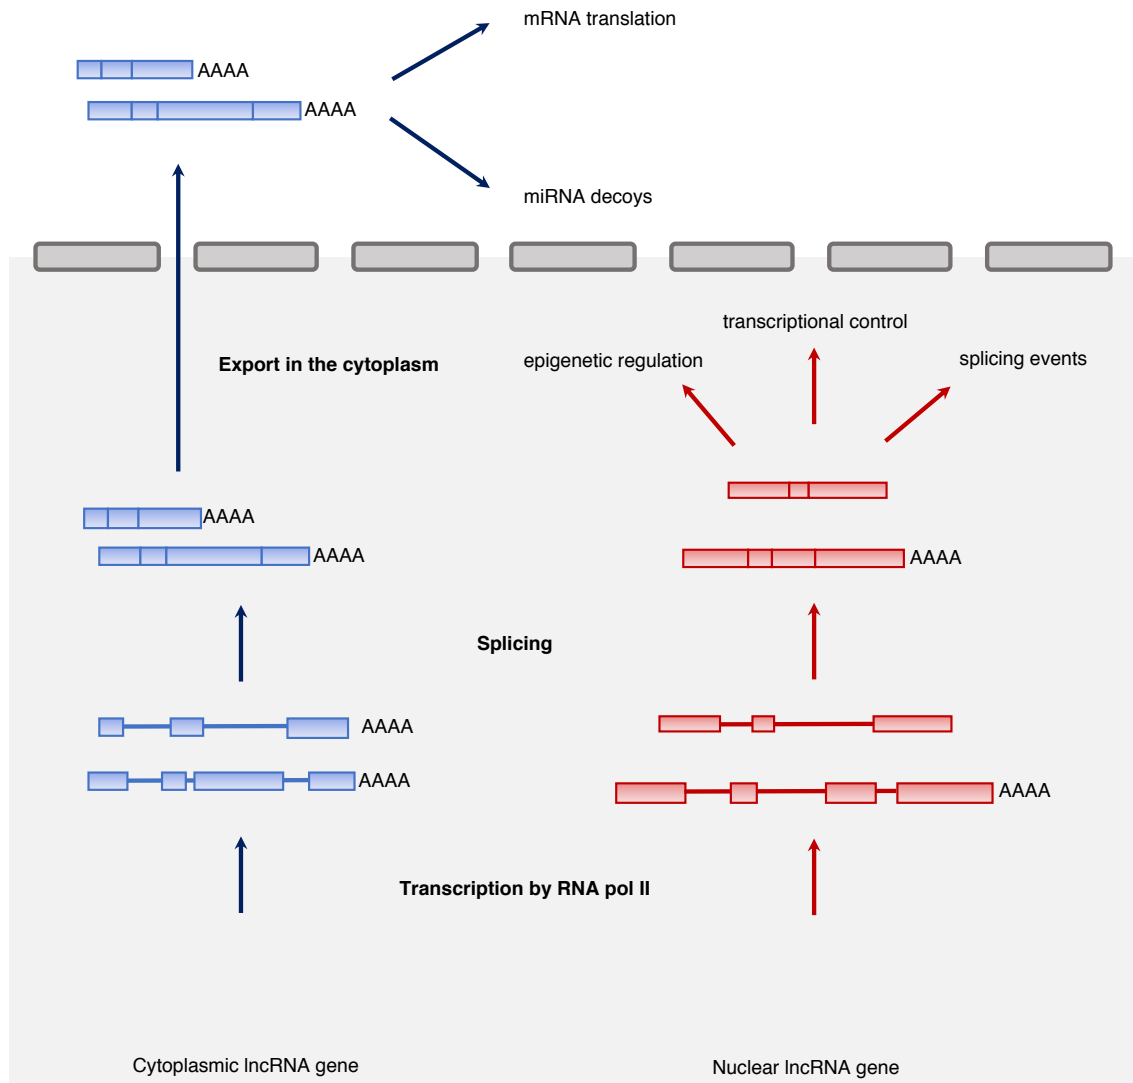 mRNA translation
AAAA
AAAA
miRNA decoys
transcriptional control
Export in the cytoplasm
epigenetic regulation
splicing events
AAAA
AAAA
AAAA
Splicing
AAAA
AAAA
AAAA
Transcription by RNA pol II
Cytoplasmic lncRNA gene
Nuclear lncRNA gene